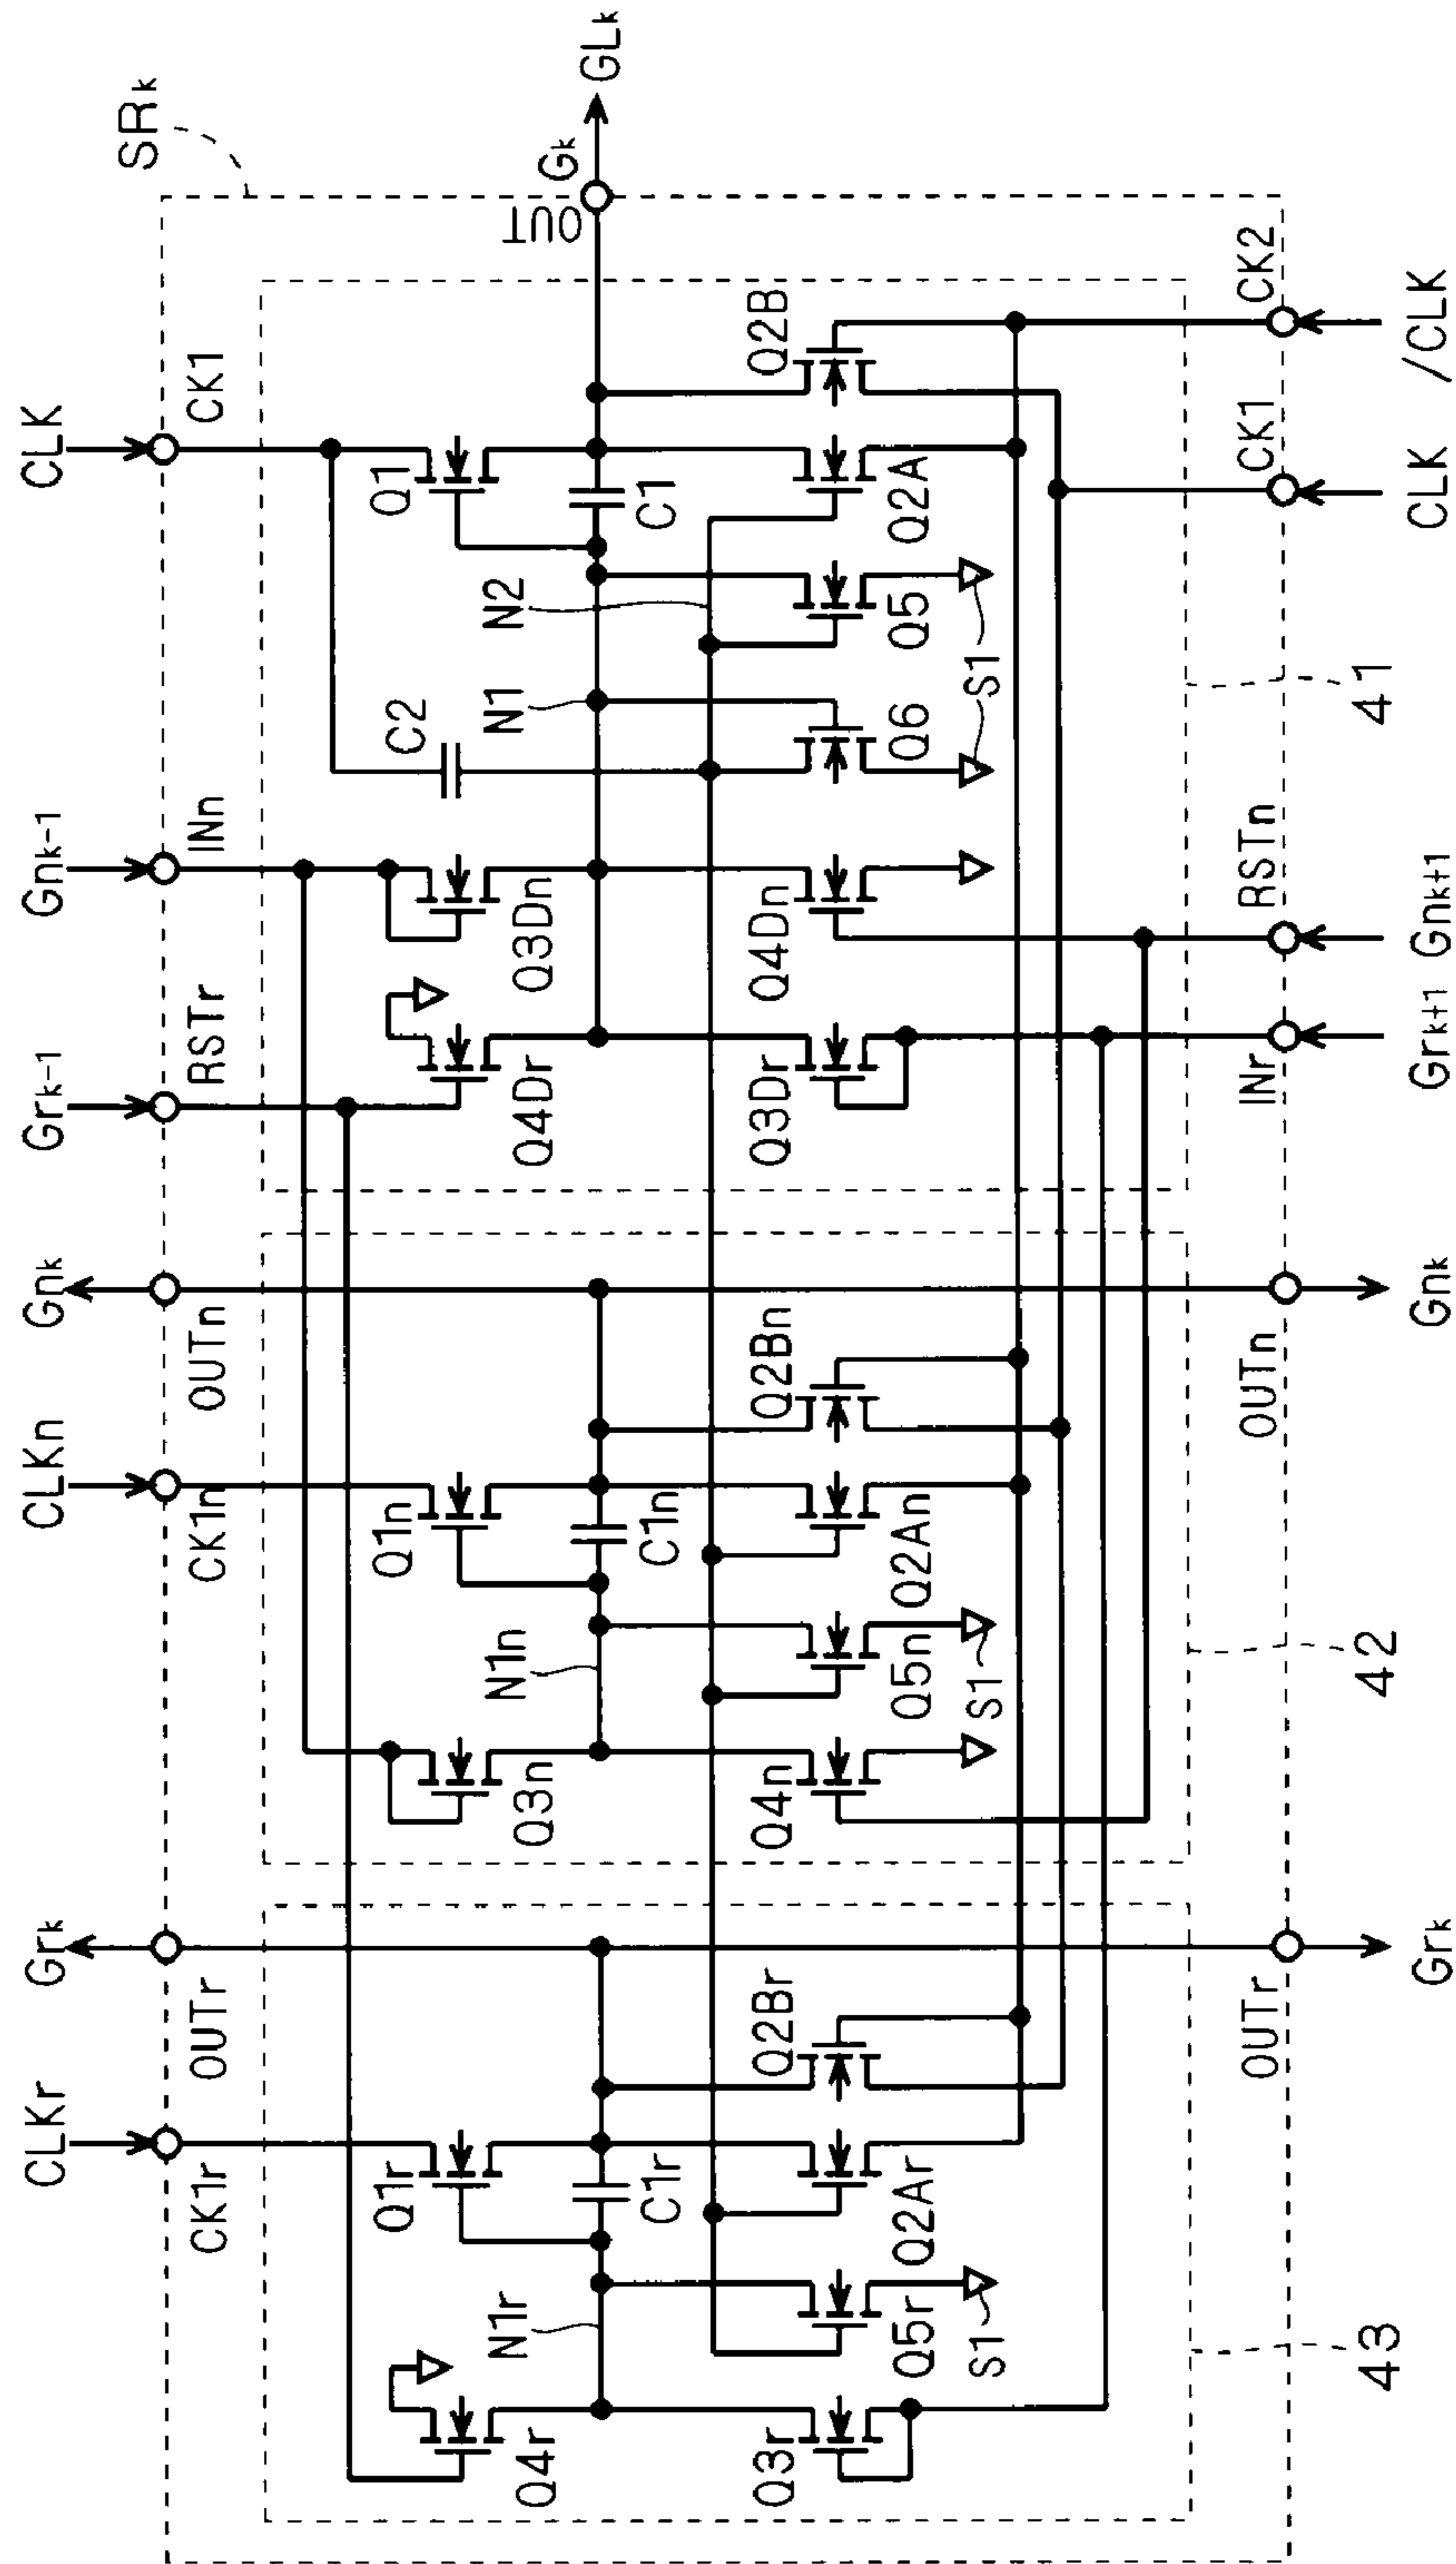 SRk
CLK
CK1
Gnk-1
INn
Grk-1
RSTr
Gnk
OUTn
CLKn
CK1n
Grk
OUTr
CLKr
CK1r
GLk
Gk
OUT
Q1
C1
N2
N1
C2
Q3Dn
Q4Dr
Q1n
C1n
N1n
Q3n
Q1r
C1r
N1r
Q4r
Q2B
Q2A
Q5
S1
Q6
Q4Dn
Q3Dr
Q2Bn
Q2An
Q5n
S1
Q4n
Q2Br
Q2Ar
Q5r
S1
Q3r
CK2
/CLK
CK1
CLK
41
RSTn
Gnk+1
INr
Grk+1
OUTn
Gnk
42
OUTr
Grk
43